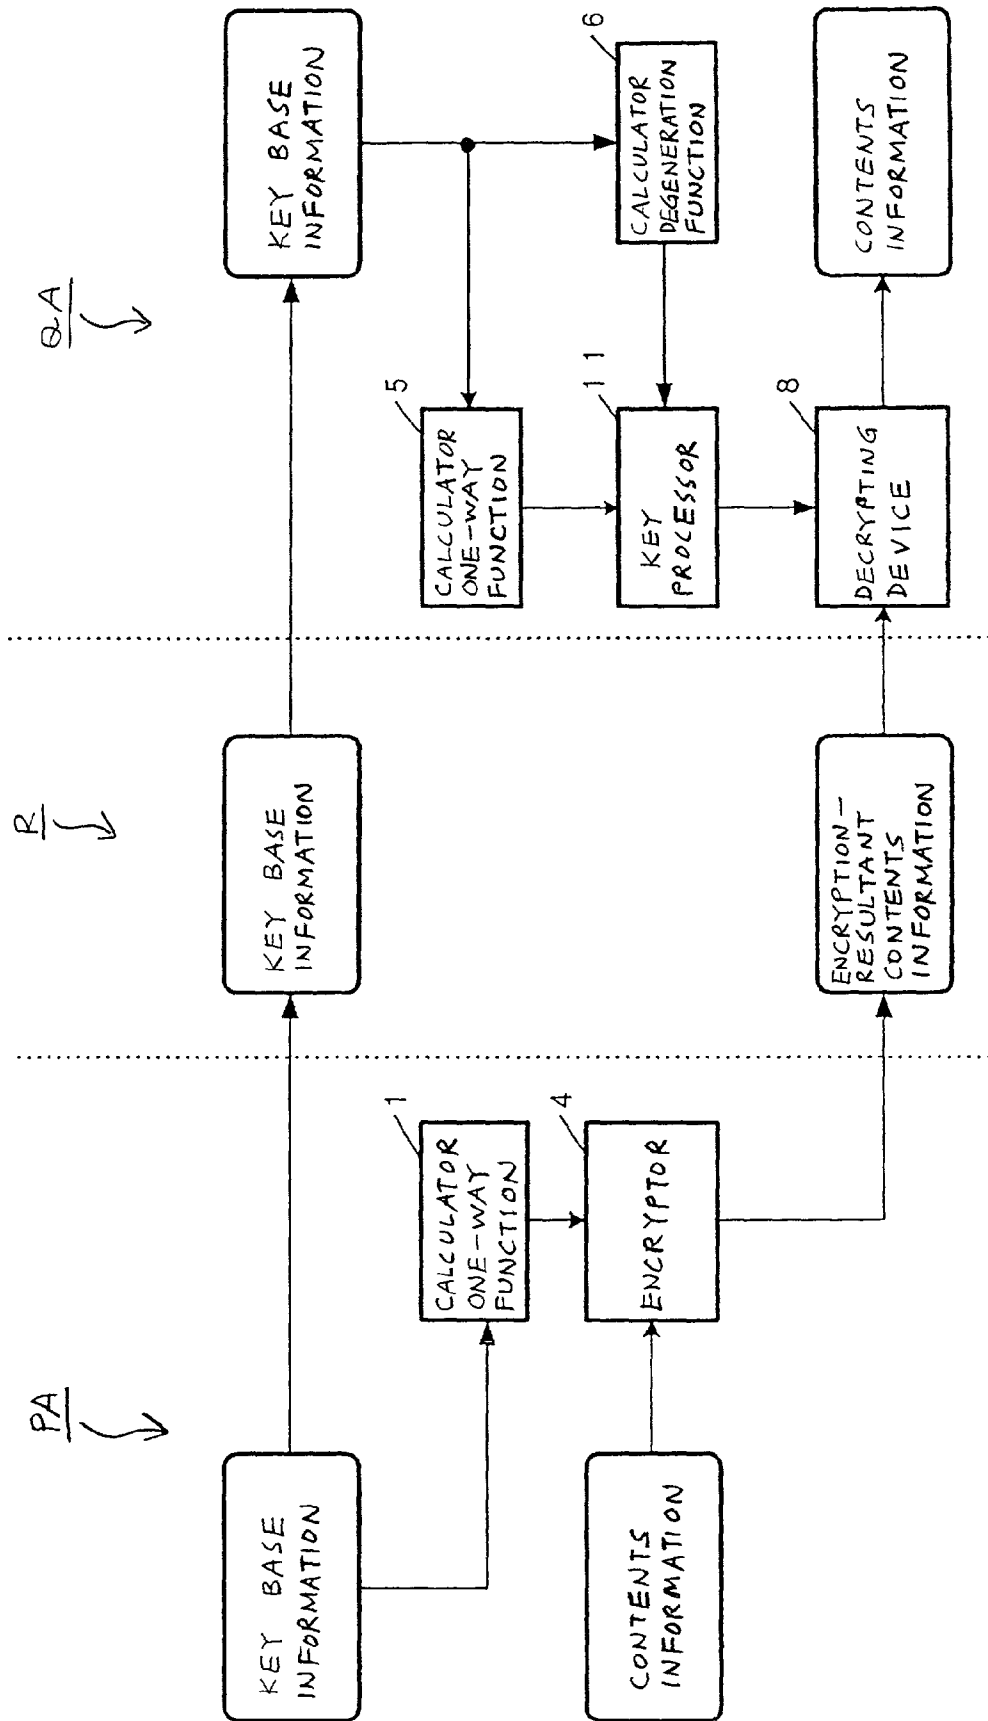 PA
KEY BASE
INFORMATION
CONTENTS
INFORMATION
1
CALCULATOR
ONE-WAY
FUNCTION
4
ENCRYPTOR
R
KEY BASE
INFORMATION
ENCRYPTION-
RESULTANT
CONTENTS
INFORMATION
QA
KEY BASE
INFORMATION
5
CALCULATOR
ONE-WAY
FUNCTION
6
CALCULATOR
DEGENERATION
FUNCTION
11
KEY
PROCESSOR
8
DECRYPTING
DEVICE
CONTENTS
INFORMATION